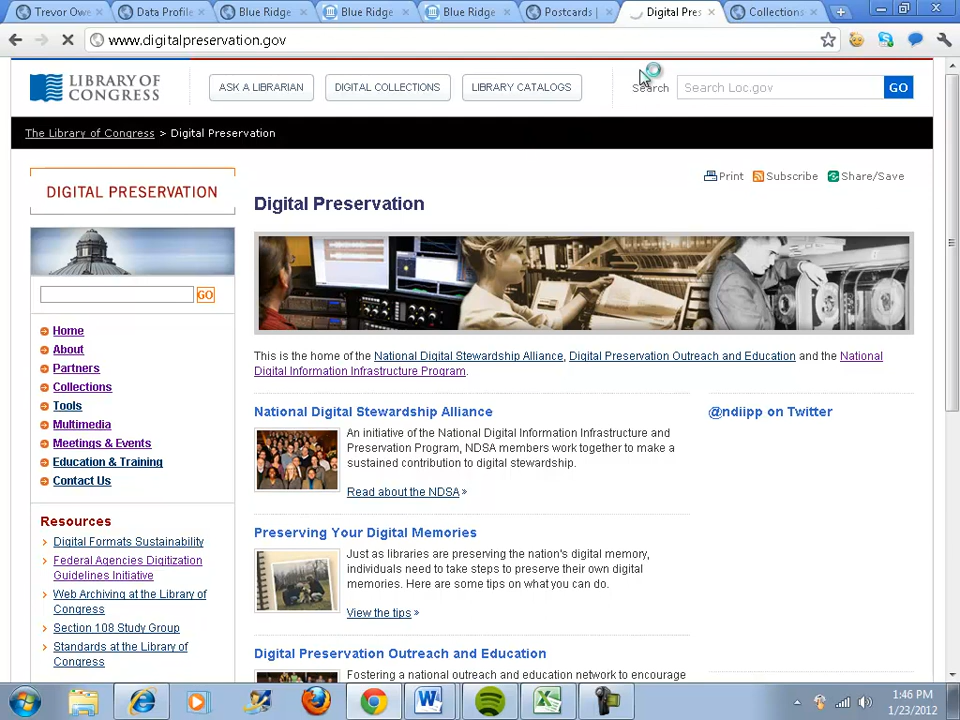 Trevor Owe
Data Profile
Blue Ridge
Blue Ridge
Blue Ridge
Postcards |
Digital Pres
Collections
www.digitalpreservation.gov
LIBRARY OF
CONGRESS
ASK A LIBRARIAN
DIGITAL COLLECTIONS
LIBRARY CATALOGS
Search
Search Loc.gov
GO
The Library of Congress > Digital Preservation
Print
Subscribe
Share/Save
DIGITAL PRESERVATION
GO
Home
About
Partners
Collections
Tools
Multimedia
Meetings & Events
Education & Training
Contact Us
Resources
Digital Formats Sustainability
Federal Agencies Digitization
Guidelines Initiative
Web Archiving at the Library of
Congress
Section 108 Study Group
Standards at the Library of
Congress
Digital Preservation
This is the home of the National Digital Stewardship Alliance, Digital Preservation Outreach and Education and the National
Digital Information Infrastructure Program.
National Digital Stewardship Alliance
An initiative of the National Digital Information Infrastructure and
Preservation Program, NDSA members work together to make a
sustained contribution to digital stewardship.
Read about the NDSA »
Preserving Your Digital Memories
Just as libraries are preserving the nation's digital memory,
individuals need to take steps to preserve their own digital
memories. Here are some tips on what you can do.
View the tips »
Digital Preservation Outreach and Education
Fostering a national outreach and education network to encourage
@ndiipp on Twitter
1:46 PM
1/23/2012